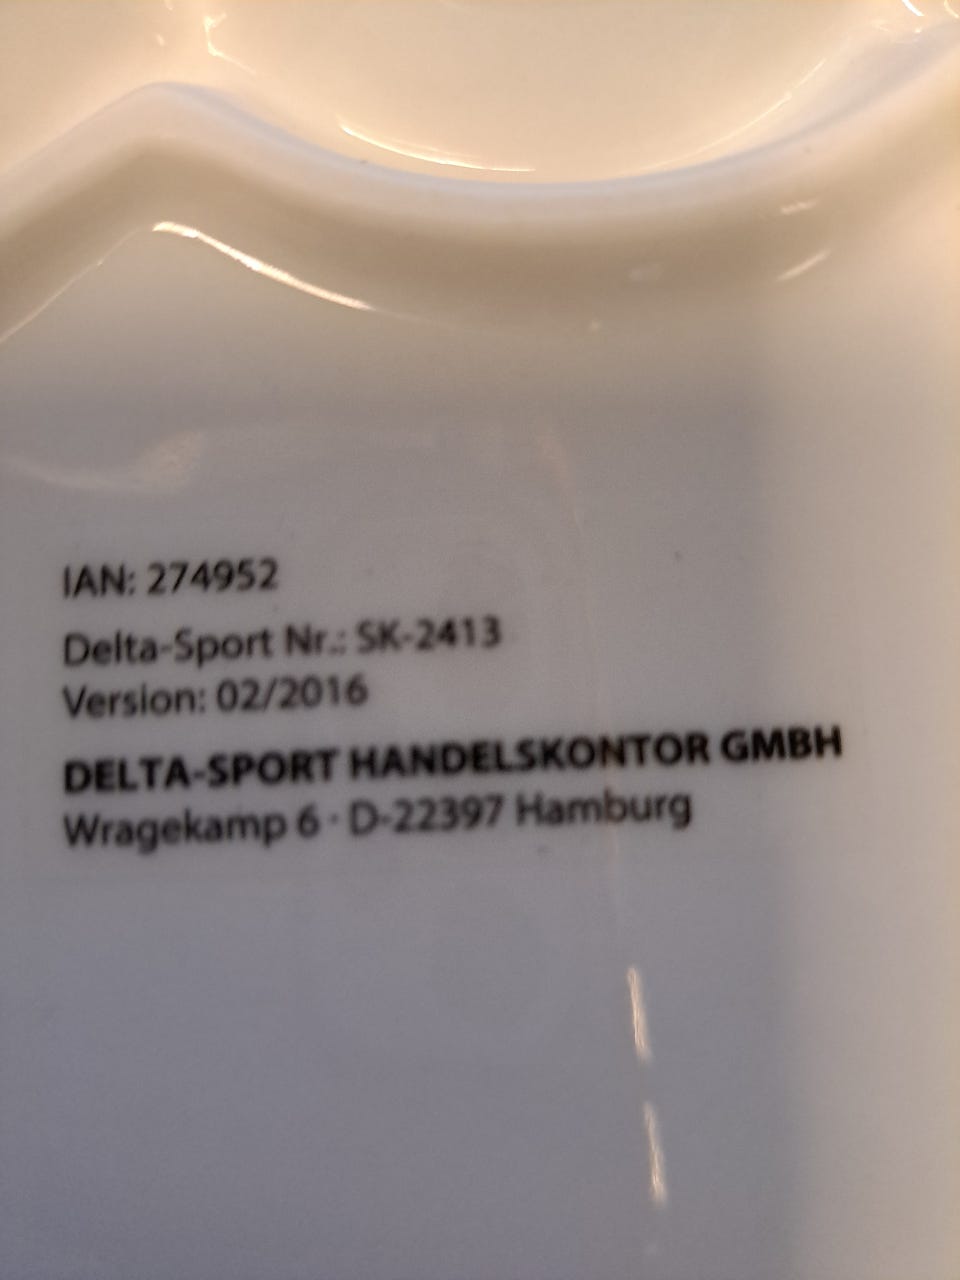 IAN: 274952
Delta-Sport Nr.: SK-2413
Version: 02/2016
DELTA-SPORT HANDELSKONTOR GMBH
Wragekamp 6 · D-22397 Hamburg